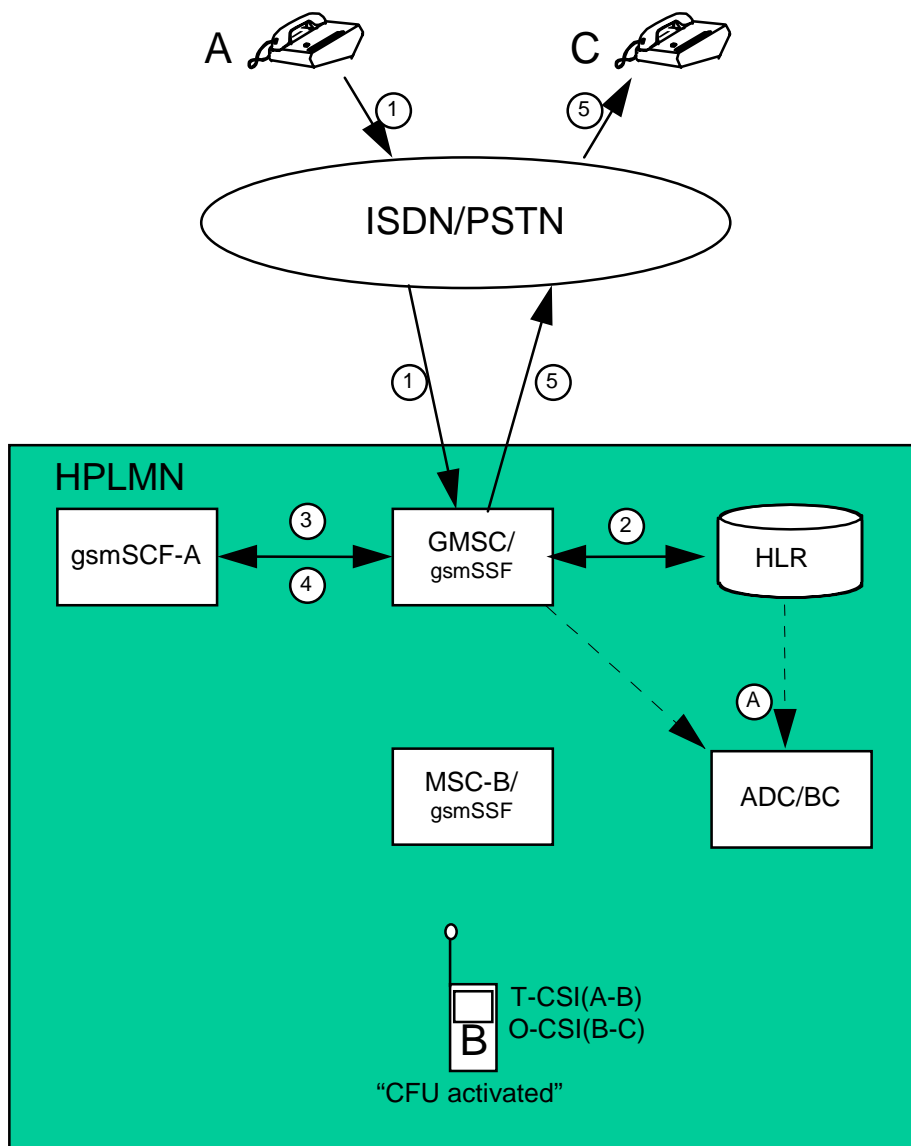 A
C
1
5
ISDN/PSTN
1
5
HPLMN
gsmSCF-A
3
4
GMSC/
gsmSSF
2
HLR
A
MSC-B/
gsmSSF
ADC/BC
B
T-CSI(A-B)
O-CSI(B-C)
“CFU activated”